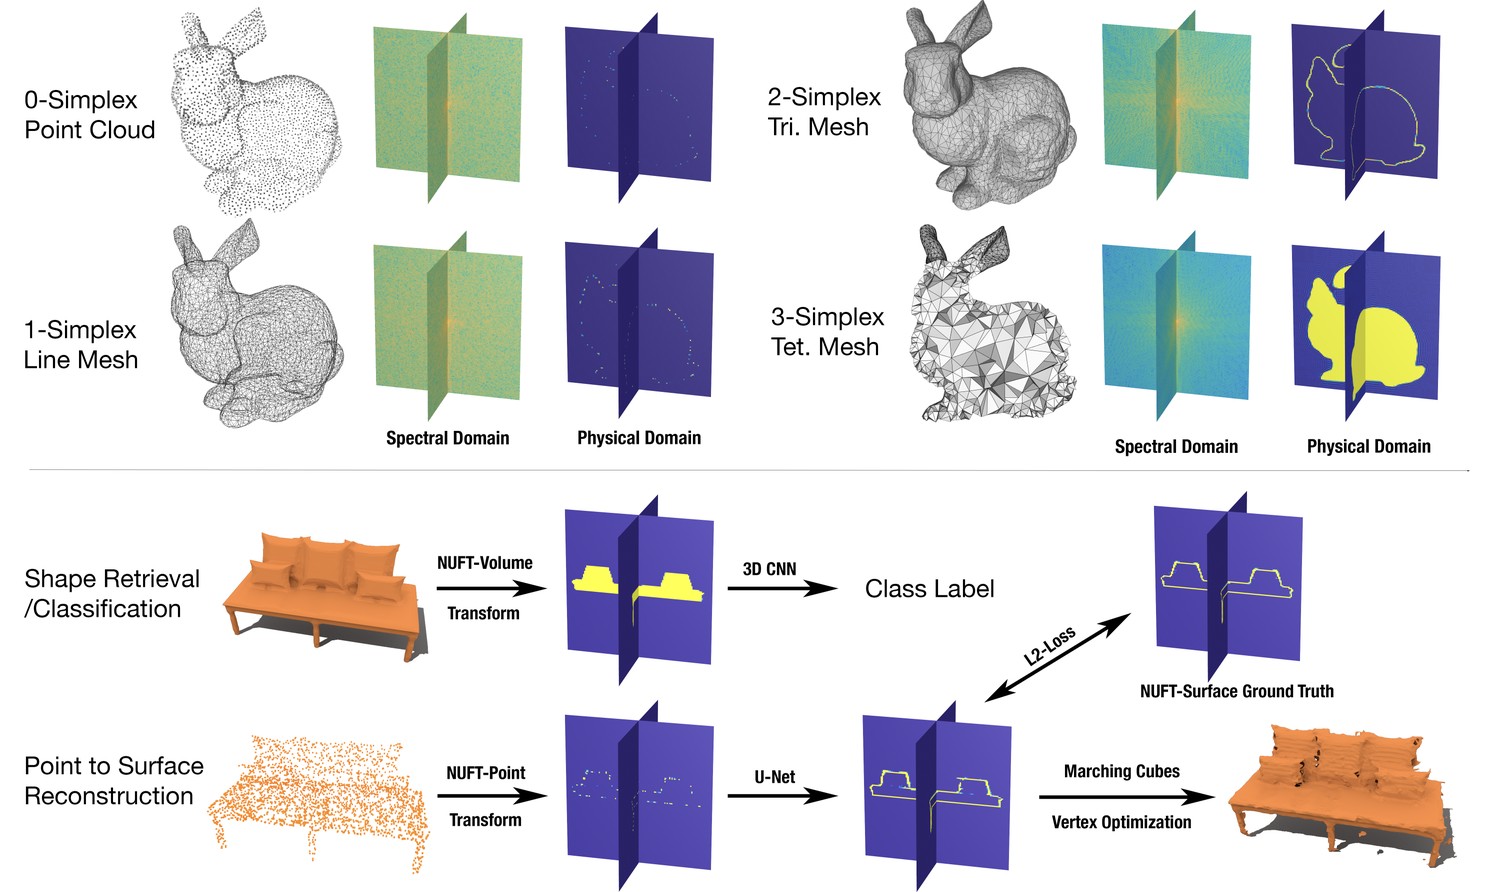 0-Simplex
Point Cloud
2-Simplex
Tri. Mesh
1-Simplex
Line Mesh
3-Simplex
Tet. Mesh
Spectral Domain
Physical Domain
Spectral Domain
Physical Domain
Shape Retrieval
/Classification
NUFT-Volume
Transform
3D CNN
Class Label
L2-Loss
NUFT-Surface Ground Truth
Point to Surface
Reconstruction
NUFT-Point
Transform
U-Net
Marching Cubes
Vertex Optimization